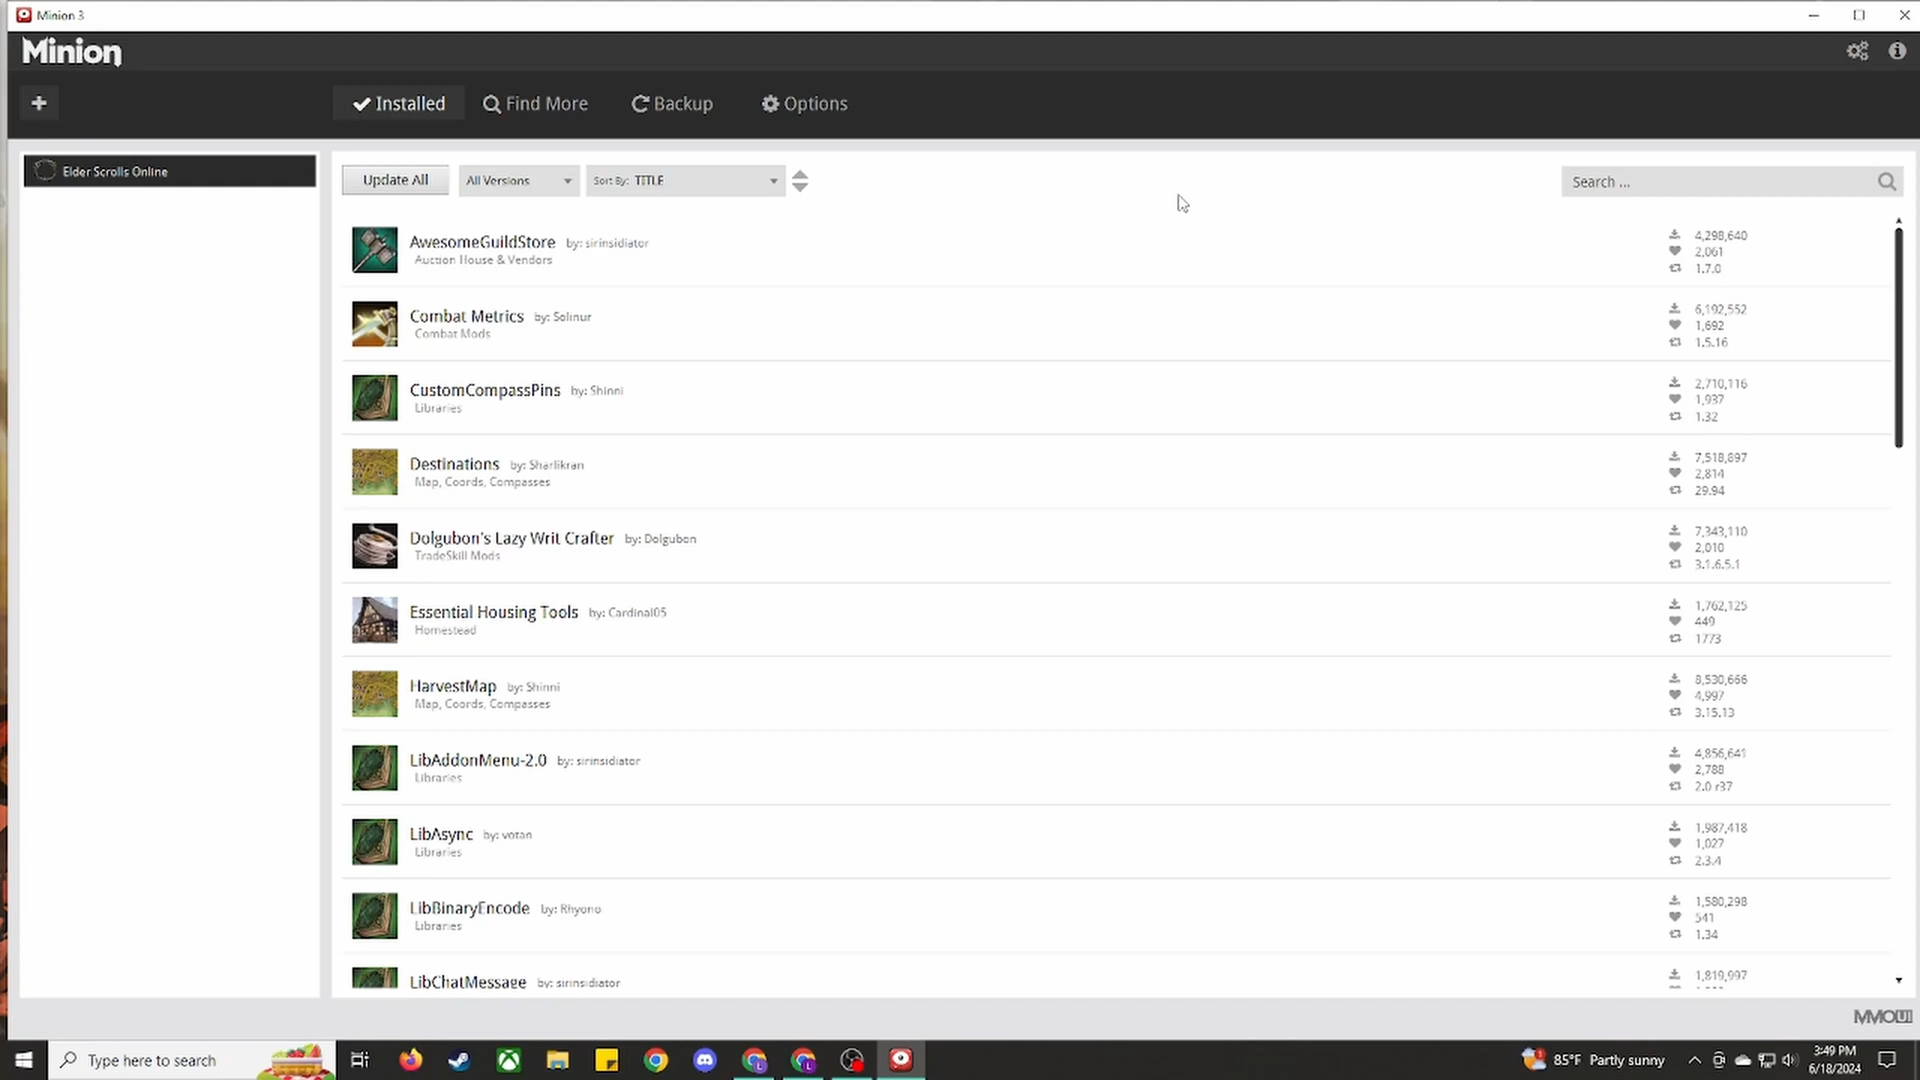 Minion 3
Minion
Installed
Find More
Backup
Options
Elder Scrolls Online
Update All
All Versions
Sort By: TITLE
Search ...
AwesomeGuildStore by: sirinsidiator
Auction House & Vendors
4,298,640
2,061
1.7.0
Combat Metrics by: Solinur
Combat Mods
6,192,552
1,692
1.5.16
CustomCompassPins by: Shinni
Libraries
2,710,116
1,937
1.32
Destinations by: Sharlikran
Map, Coords, Compasses
7,518,897
2,814
29.94
Dolgubon's Lazy Writ Crafter by: Dolgubon
TradeSkill Mods
7,343,110
2,010
3.1.6.5.1
Essential Housing Tools by: Cardinal05
Homestead
1,762,125
449
1773
HarvestMap by: Shinni
Map, Coords, Compasses
8,530,666
4,997
3.15.13
LibAddonMenu-2.0 by: sirinsidiator
Libraries
4,856,641
2,788
2.0 r37
LibAsync by: votan
Libraries
1,987,418
1,027
2.3.4
LibBinaryEncode by: Rhyono
Libraries
1,580,298
541
1.34
LibChatMessage by: sirinsidiator
1,819,997
MMOUI
Type here to search
85°F Partly sunny
3:49 PM
6/18/2024